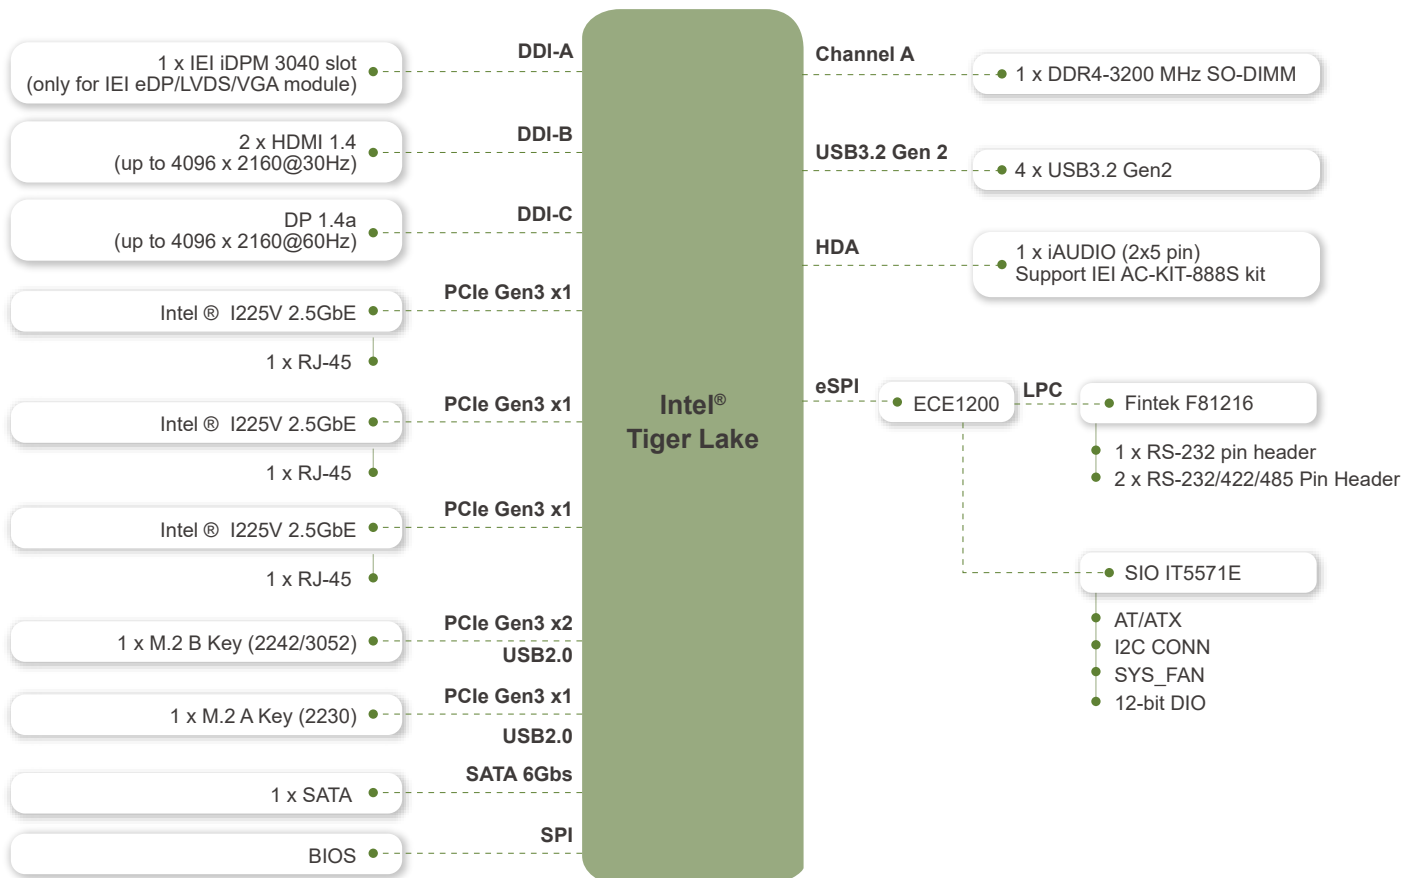 DDI-A
1 x IEI iDPM 3040 slot
(only for IEI eDP/LVDS/VGA module)
DDI-B
2 x HDMI 1.4
(up to 4096 x 2160@30Hz)
DDI-C
DP 1.4a
(up to 4096 x 2160@60Hz)
PCIe Gen3 x1
Intel ® I225V 2.5GbE
1 x RJ-45
PCIe Gen3 x1
Intel ® I225V 2.5GbE
1 x RJ-45
PCIe Gen3 x1
Intel ® I225V 2.5GbE
1 x RJ-45
PCIe Gen3 x2
1 x M.2 B Key (2242/3052)
USB2.0
PCIe Gen3 x1
1 x M.2 A Key (2230)
USB2.0
SATA 6Gbs
1 x SATA
SPI
BIOS
Intel®
Tiger Lake
Channel A
1 x DDR4-3200 MHz SO-DIMM
USB3.2 Gen 2
4 x USB3.2 Gen2
HDA
1 x iAUDIO (2x5 pin)
Support IEI AC-KIT-888S kit
eSPI
ECE1200
LPC
Fintek F81216
1 x RS-232 pin header
2 x RS-232/422/485 Pin Header
SIO IT5571E
AT/ATX
I2C CONN
SYS_FAN
12-bit DIO